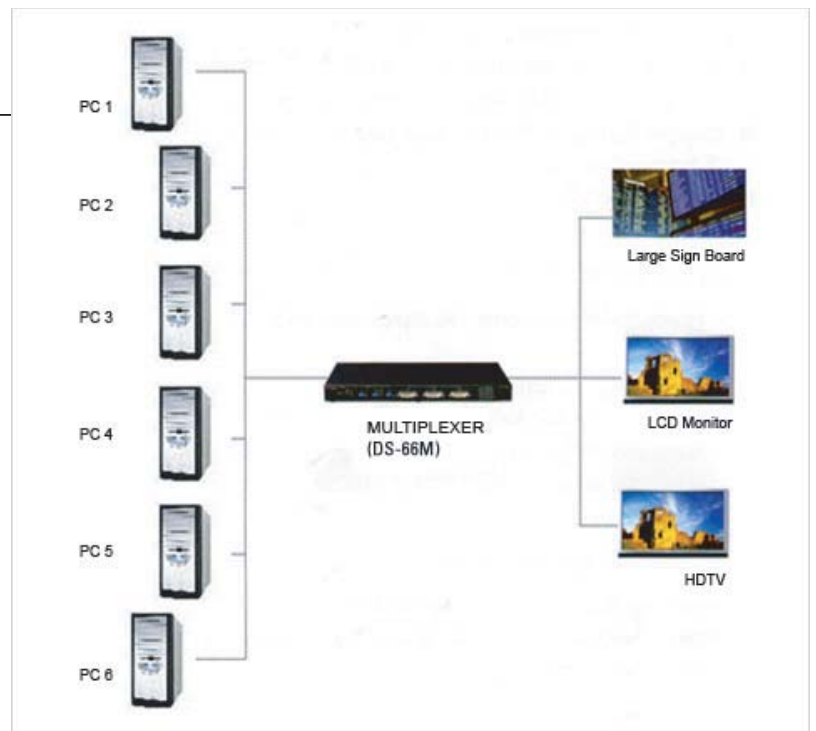 PC 1
PC 2
PC 3
PC 4
PC 5
PC 6
MULTIPLEXER
(DS-66M)
Large Sign Board
LCD Monitor
HDTV